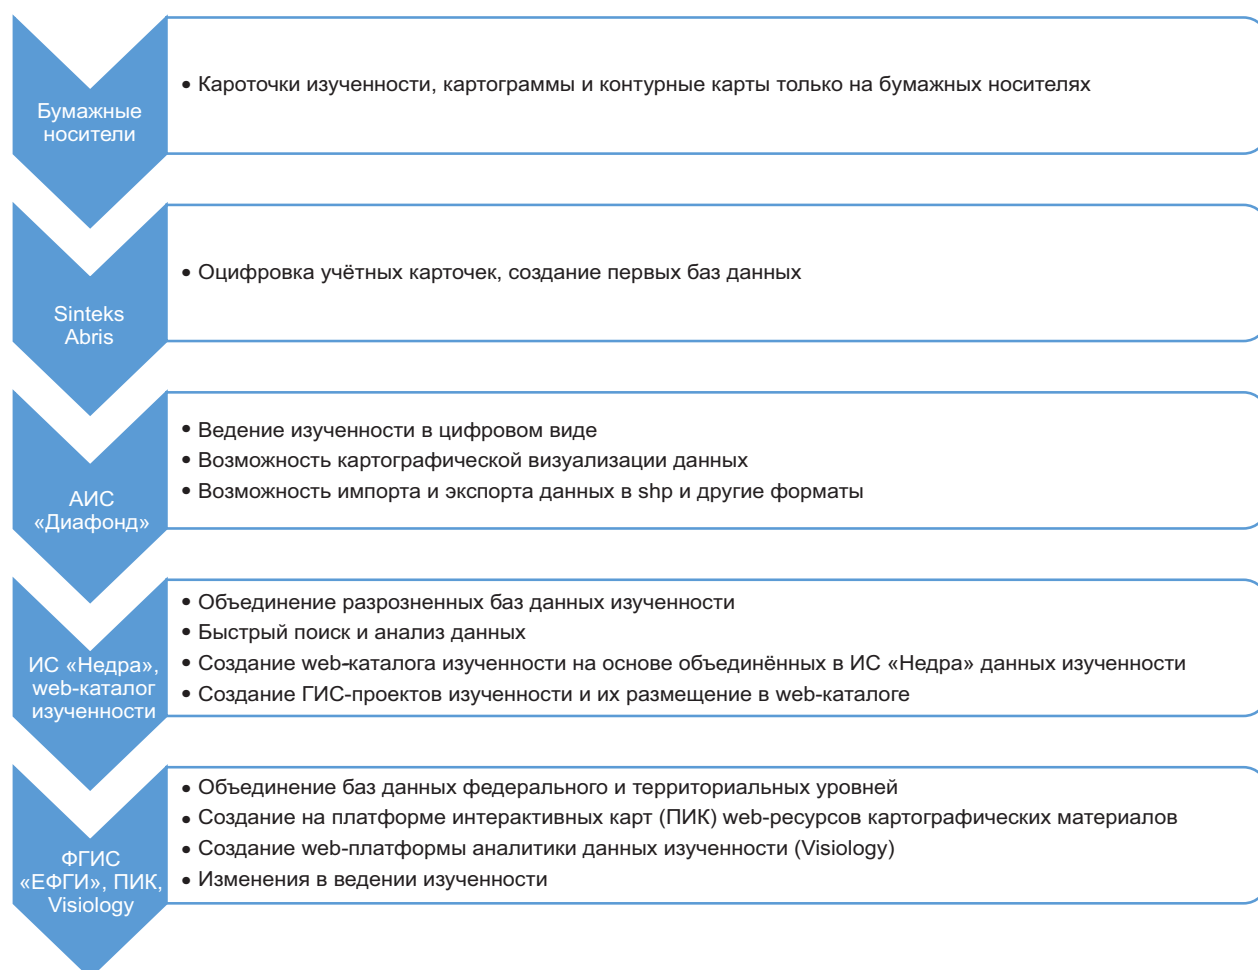 Бумажные
носители
• Кароточки изученности, картограммы и контурные карты только на бумажных носителях
Sinteks
Abris
• Оцифровка учётных карточек, создание первых баз данных
АИС
«Диафонд»
• Ведение изученности в цифровом виде
• Возможность картографической визуализации данных
• Возможность импорта и экспорта данных в shp и другие форматы
ИС «Недра»,
web-каталог
изученности
• Объединение разрозненных баз данных изученности
• Быстрый поиск и анализ данных
• Создание web-каталога изученности на основе объединённых в ИС «Недра» данных изученности
• Создание ГИС-проектов изученности и их размещение в web-каталоге
ФГИС
«ЕФГИ», ПИК,
Visiology
• Объединение баз данных федерального и территориальных уровней
• Создание на платформе интерактивных карт (ПИК) web-ресурсов картографических материалов
• Создание web-платформы аналитики данных изученности (Visiology)
• Изменения в ведении изученности